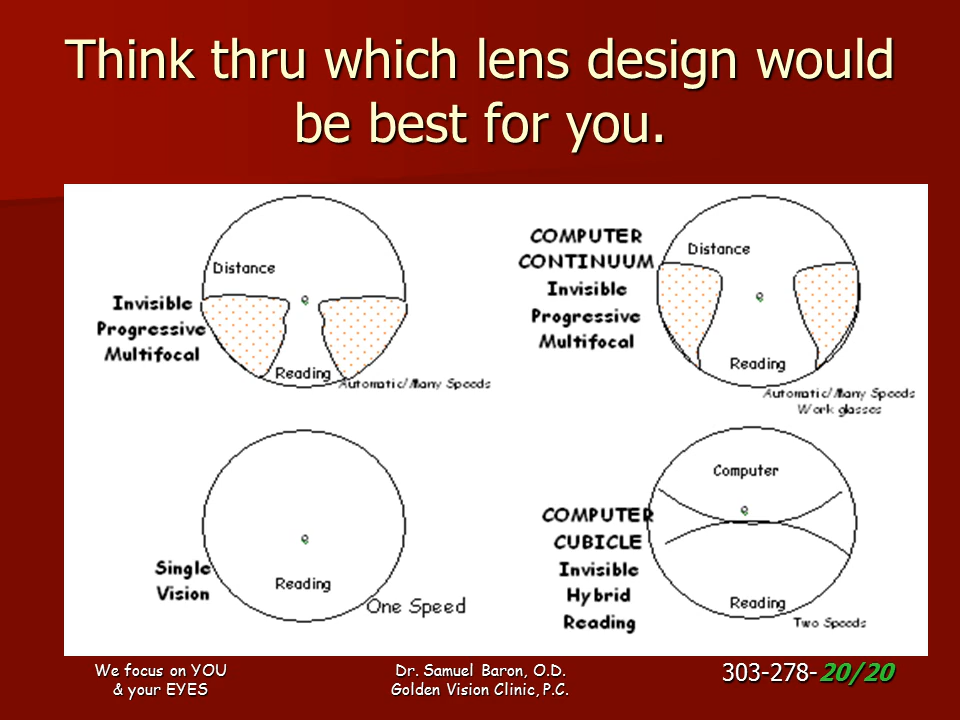 Think thru which lens design would
be best for you.
Distance
Invisible
Progressive
Multifocal
Reading
Automatic/Many Speeds
COMPUTER
CONTINUUM
Invisible
Progressive
Multifocal
Distance
Reading
Automatic/Many Speeds
Work glasses
Single
Vision
Reading
One Speed
Computer
COMPUTER
CUBICLE
Invisible
Hybrid
Reading
Reading
Two Speeds
We focus on YOU
& your EYES
Dr. Samuel Baron, O.D.
Golden Vision Clinic, P.C.
303-278-20/20